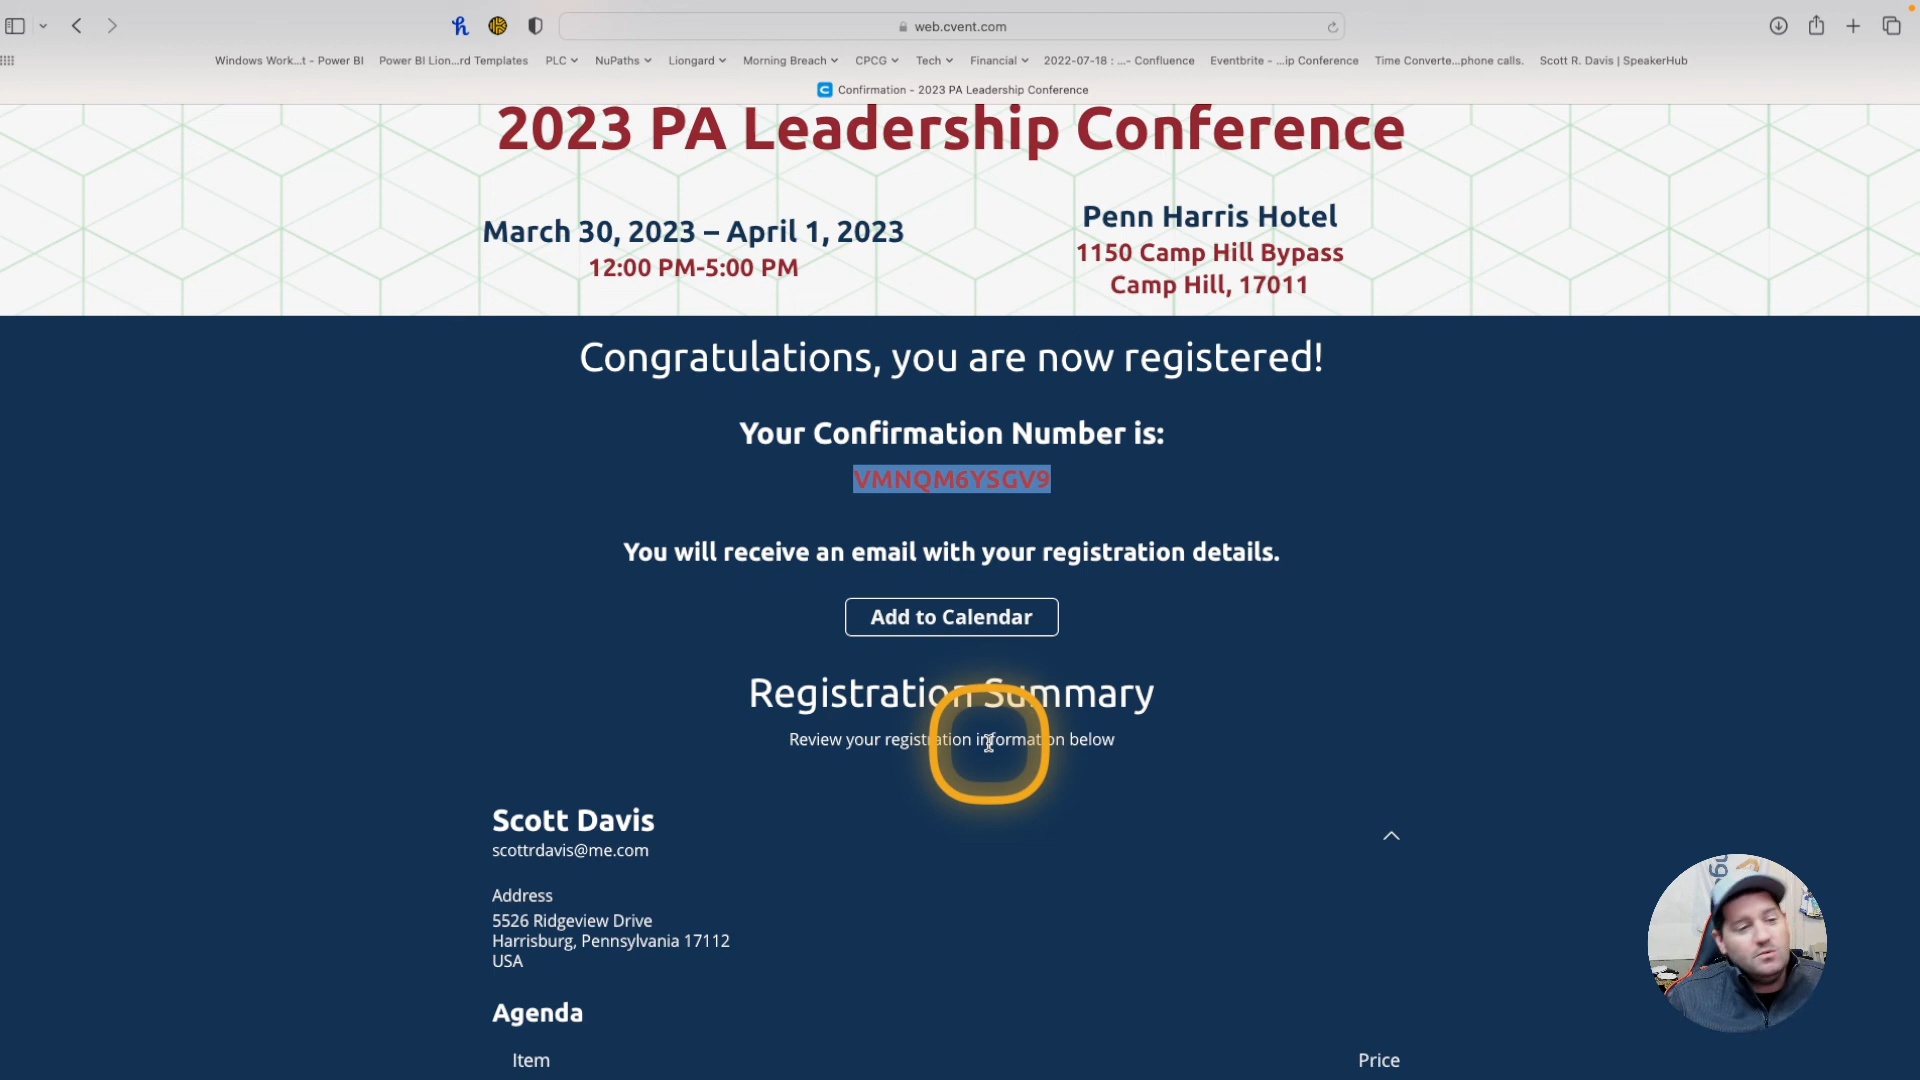 web.cvent.com
Windows Work...t - Power BI Power BI Lion...rd Templates PLC NuPaths Liongard Morning Breach CPCG Tech Financial 2022-07-18 : ...- Confluence Eventbrite - ...ip Conference Time Converte...phone calls. Scott R. Davis | SpeakerHub
Confirmation - 2023 PA Leadership Conference
2023 PA Leadership Conference
March 30, 2023 – April 1, 2023
12:00 PM-5:00 PM
Penn Harris Hotel
1150 Camp Hill Bypass
Camp Hill, 17011
Congratulations, you are now registered!
Your Confirmation Number is:
VMNQM6YSGV9
You will receive an email with your registration details.
Add to Calendar
Registration Summary
Review your registration information below
Scott Davis
scottrdavis@me.com
Address
5526 Ridgeview Drive
Harrisburg, Pennsylvania 17112
USA
Agenda
Item Price